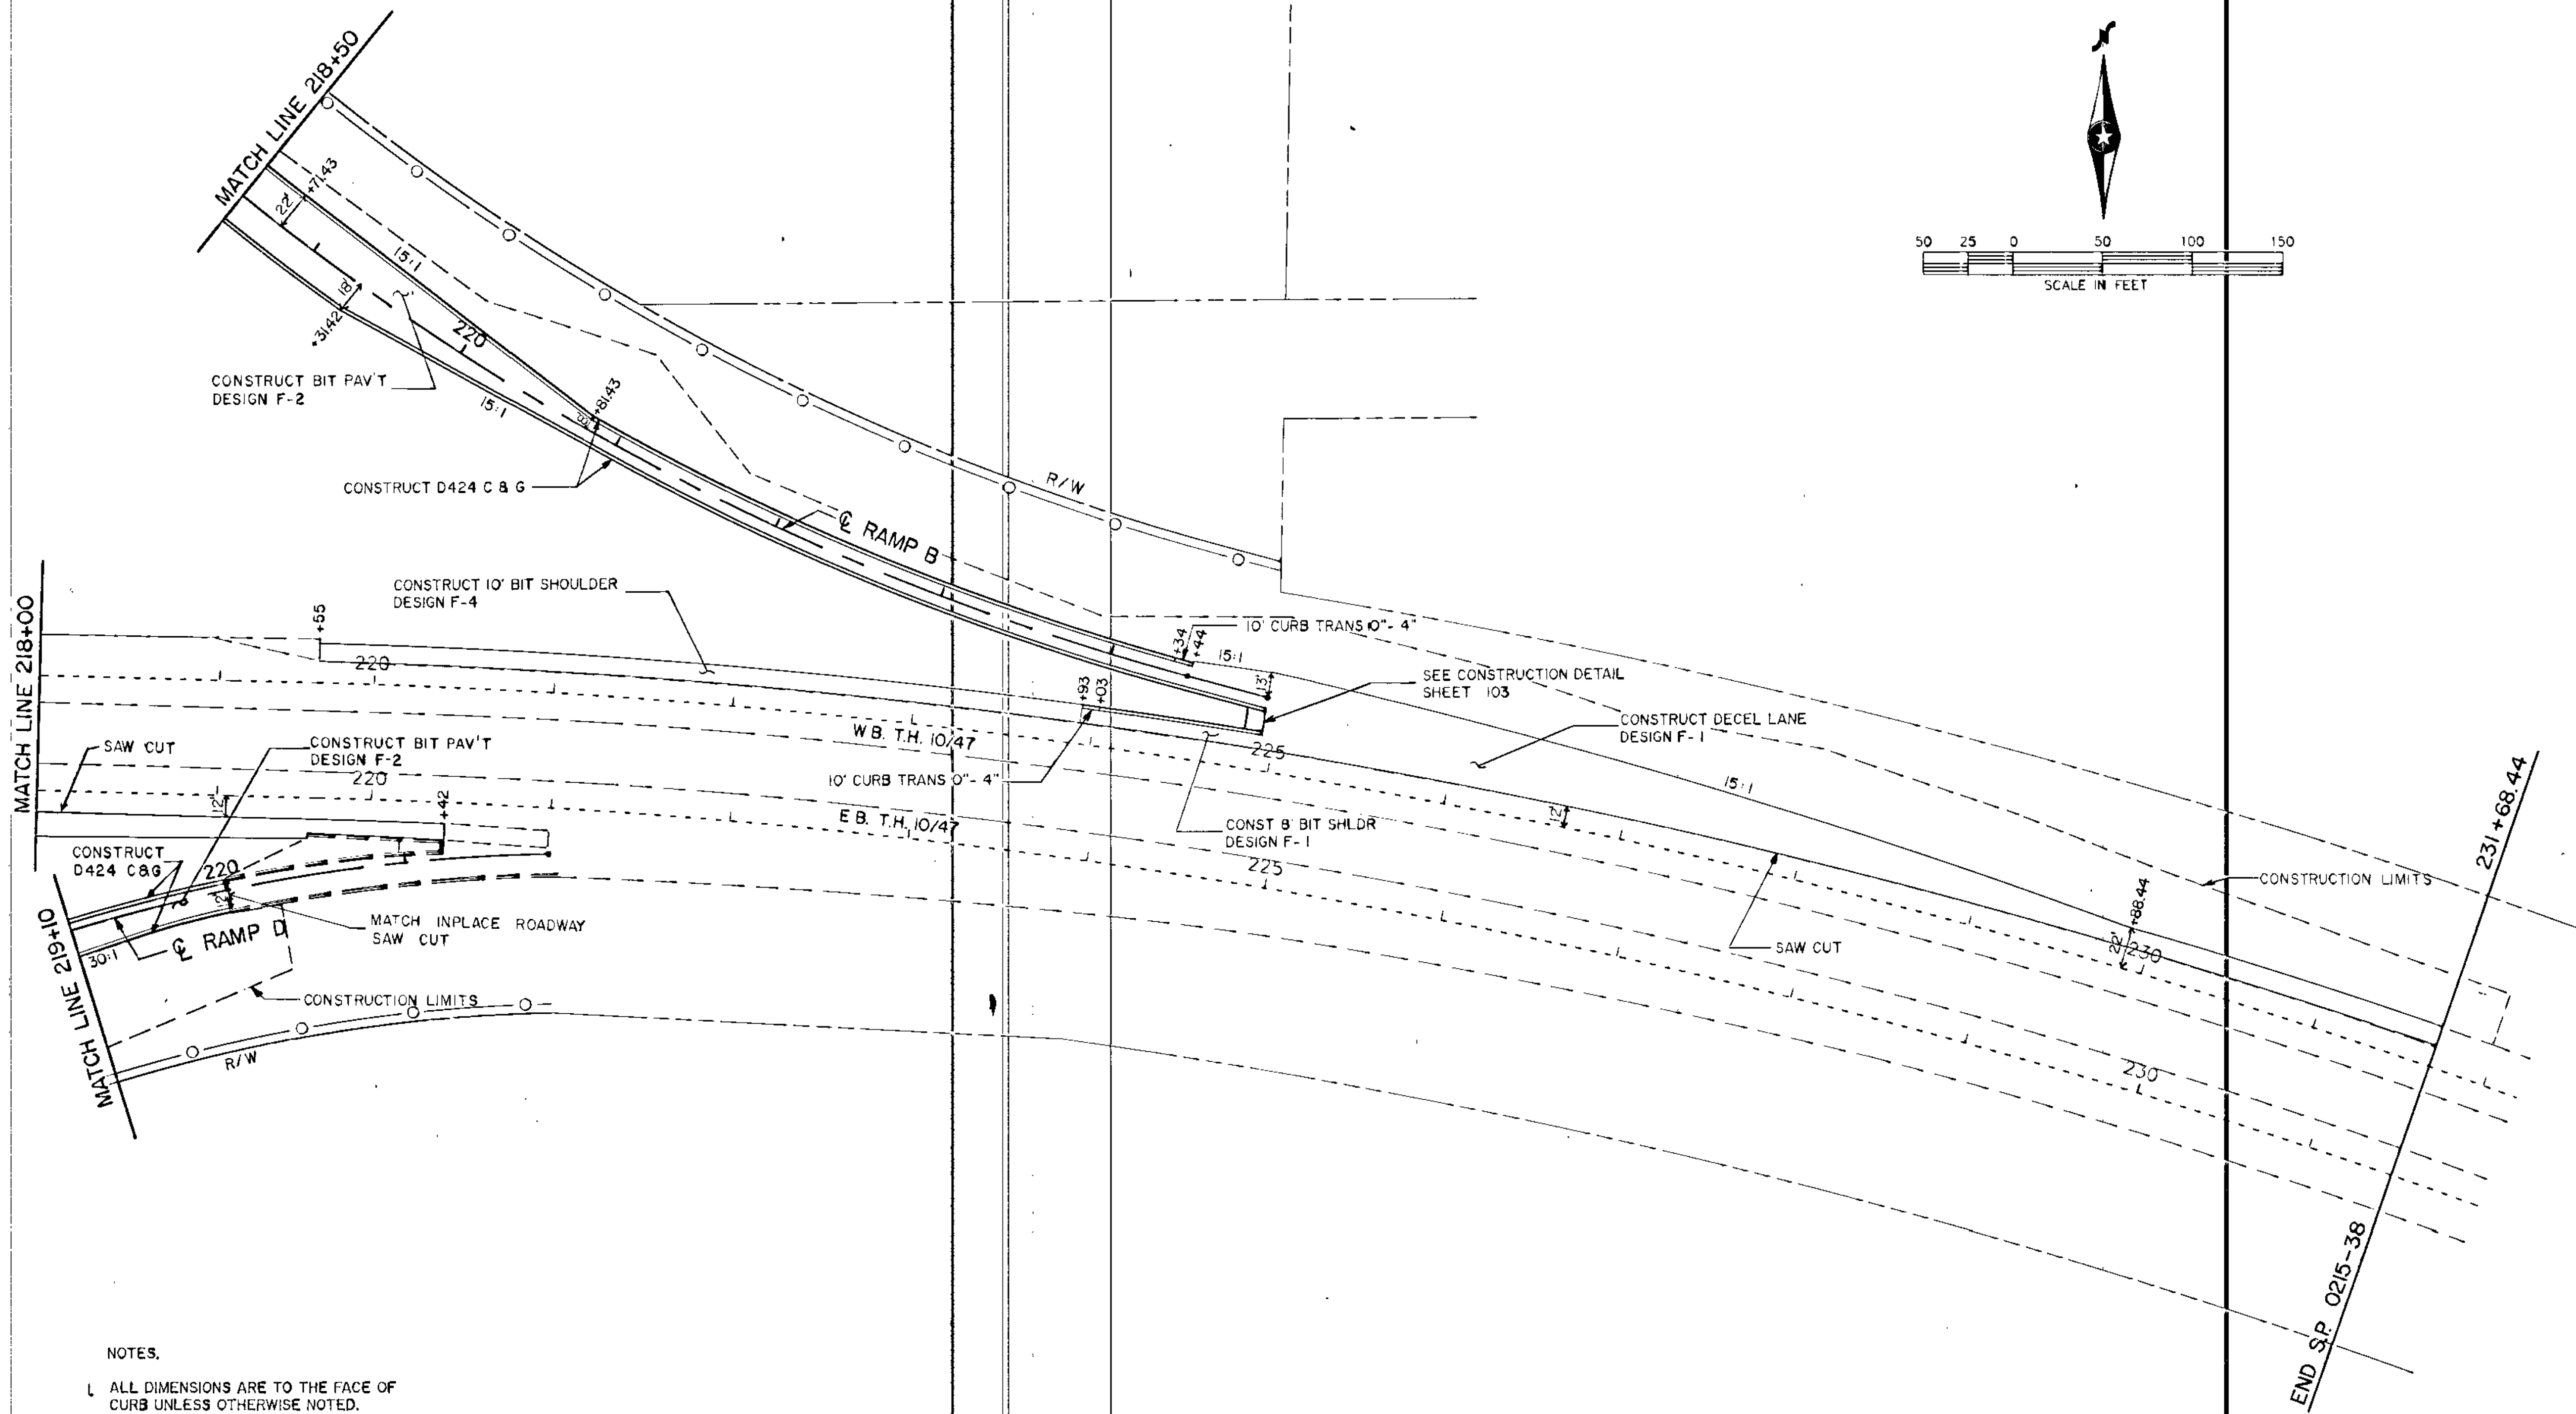 MATCH LINE 218+50
22'
+71.43
15:1
18'
+31.42
220
CONSTRUCT BIT PAV'T
DESIGN F-2
15:1
18'
+81.43
CONSTRUCT D424 C & G
℄ RAMP B
R/W
50 25 0 50 100 150
SCALE IN FEET
MATCH LINE 218+00
CONSTRUCT 10' BIT SHOULDER
DESIGN F-4
+55
220
+34
+44
10' CURB TRANS 0"- 4"
15:1
13'
SEE CONSTRUCTION DETAIL
SHEET 103
+93
+03
W B. T.H. 10/47
225
10' CURB TRANS 0"- 4"
CONSTRUCT DECEL LANE
DESIGN F-1
15:1
12'
SAW CUT
CONSTRUCT BIT PAV'T
DESIGN F-2
220
12'
+42
E B. T.H. 10/47
CONST 8' BIT SHLDR
DESIGN F-1
225
CONSTRUCT
D424 C&G
220
12'
MATCH INPLACE ROADWAY
SAW CUT
℄ RAMP D
30:1
MATCH LINE 219+10
CONSTRUCTION LIMITS
R/W
SAW CUT
+88.44
22'
230
CONSTRUCTION LIMITS
231+68.44
230
END S.P. 0215-38
NOTES.
1. ALL DIMENSIONS ARE TO THE FACE OF
CURB UNLESS OTHERWISE NOTED.